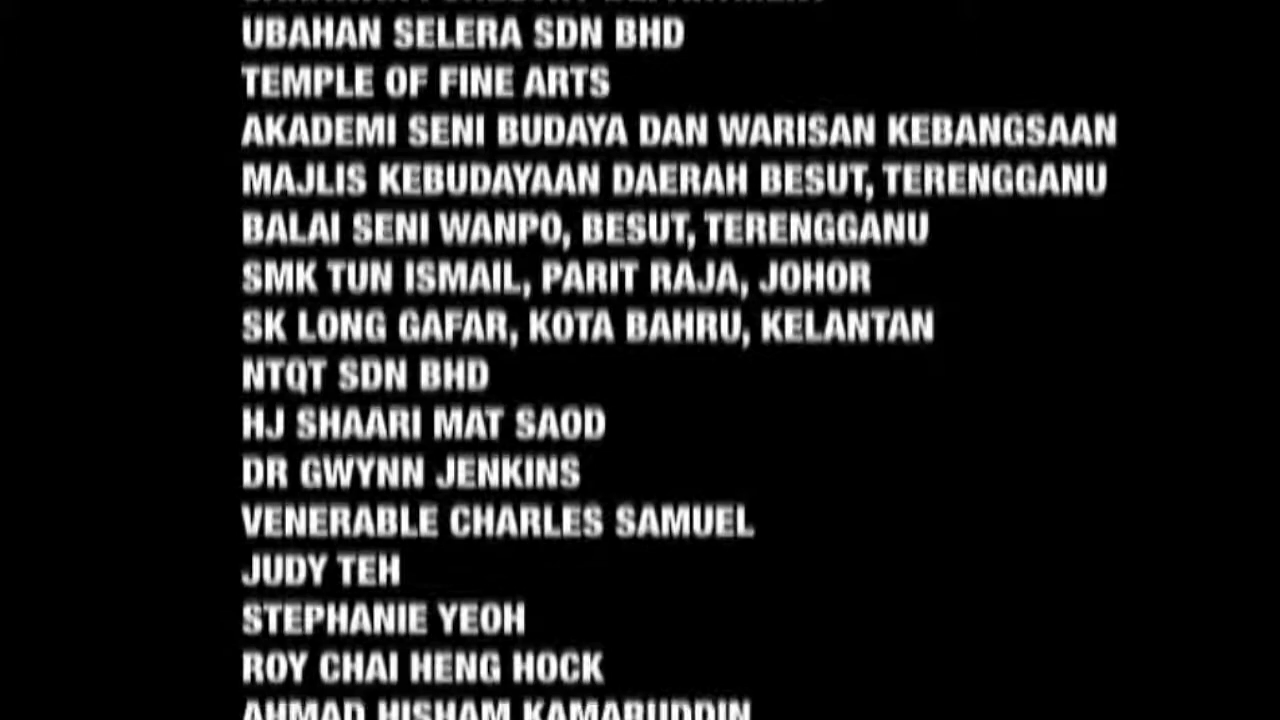 UBAHAN SELERA SDN BHD
TEMPLE OF FINE ARTS
AKADEMI SENI BUDAYA DAN WARISAN KEBANGSAAN
MAJLIS KEBUDAYAAN DAERAH BESUT, TERENGGANU
BALAI SENI WANPO, BESUT, TERENGGANU
SMK TUN ISMAIL, PARIT RAJA, JOHOR
SK LONG GAFAR, KOTA BAHRU, KELANTAN
NTQT SDN BHD
HJ SHAARI MAT SAOD
DR GWYNN JENKINS
VENERABLE CHARLES SAMUEL
JUDY TEH
STEPHANIE YEOH
ROY CHAI HENG HOCK
AHMAD HISHAM KAMARUDDIN